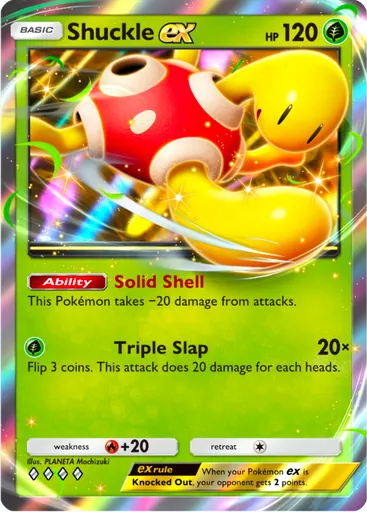 BASIC Shuckle ex HP 120
Ability Solid Shell
This Pokémon takes −20 damage from attacks.
Triple Slap 20×
Flip 3 coins. This attack does 20 damage for each heads.
weakness +20 retreat
Illus. PLANETA Mochizuki
ex rule When your Pokémon ex is
Knocked Out, your opponent gets 2 points.